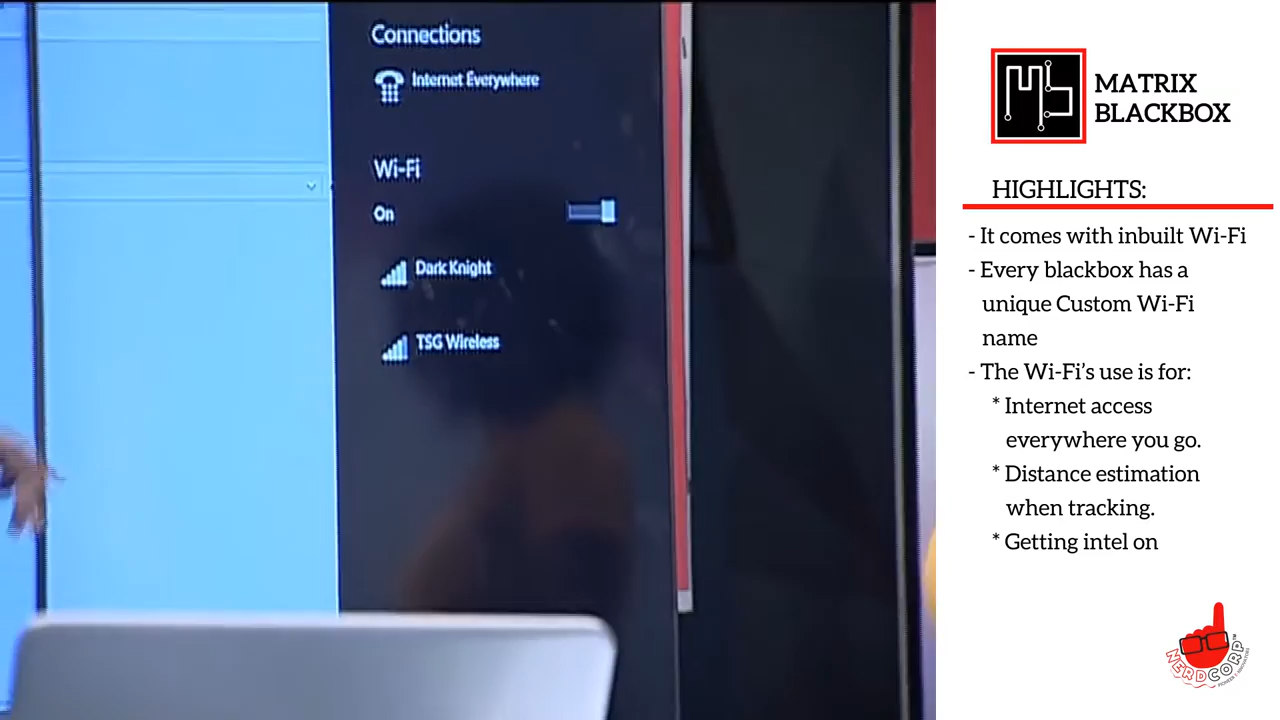 Connections
Internet Everywhere
Wi-Fi
On
Dark Knight
TSG Wireless
MATRIX
BLACKBOX
HIGHLIGHTS:
- It comes with inbuilt Wi-Fi
- Every blackbox has a
unique Custom Wi-Fi
name
- The Wi-Fi's use is for:
* Internet access
everywhere you go.
* Distance estimation
when tracking.
* Getting intel on
NERDCORP™